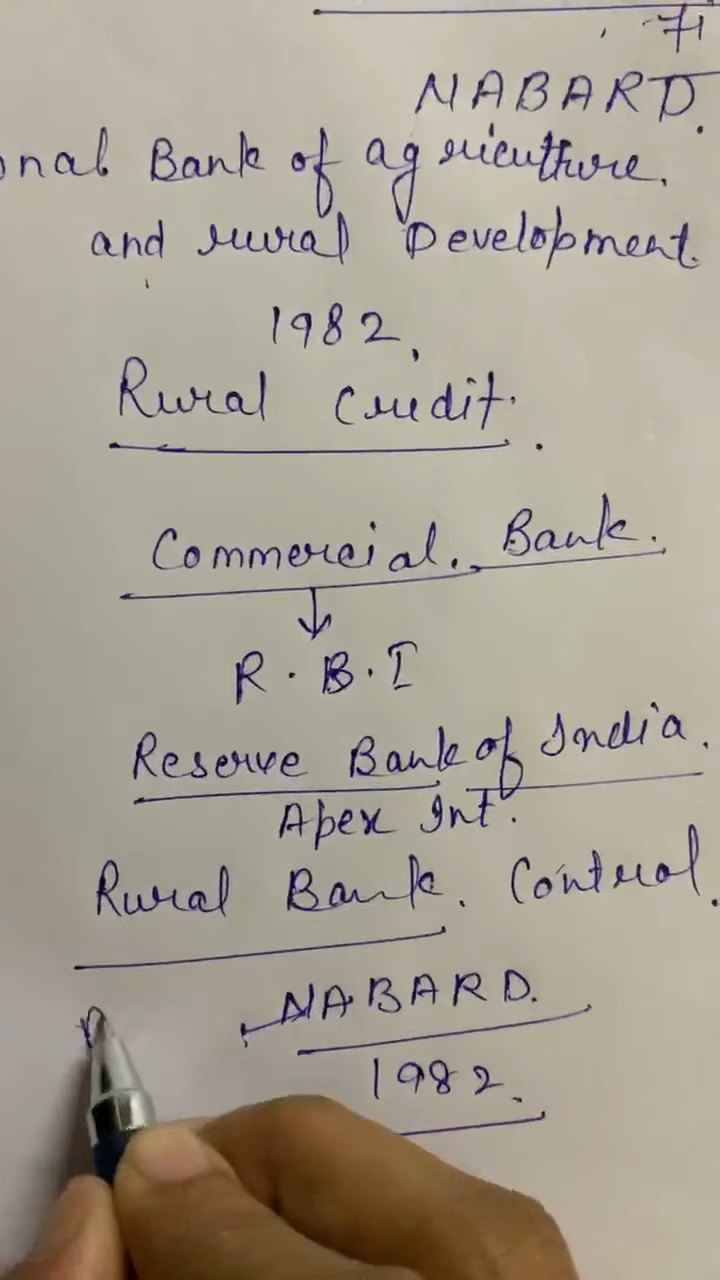 71
NABARD.
onal Bank of agriculture.
and rural Development.
1982,
Rural Credit.
Commercial. Bank.
R.B.I
Reserve Bank of India.
Apex Int.
Rural Bank. Control.
NABARD.
1982.